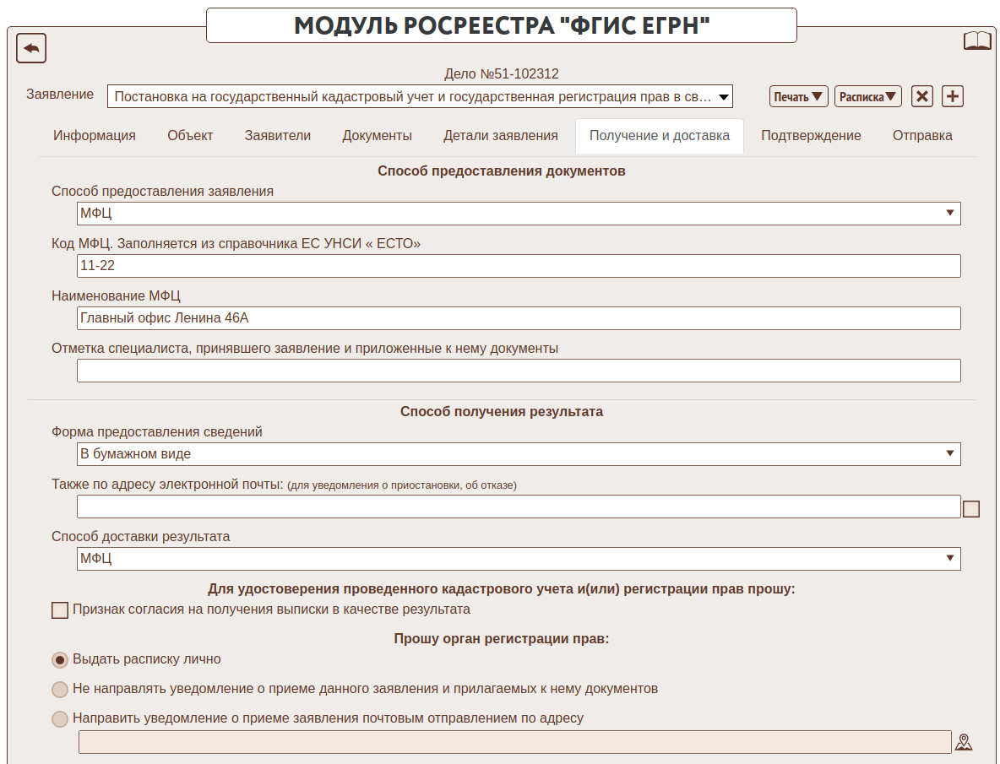 МОДУЛЬ РОСРЕЕСТРА "ФГИС ЕГРН"
Дело №51-102312
Заявление
Постановка на государственный кадастровый учет и государственная регистрация прав в св…
Печать
Расписка
Информация
Объект
Заявители
Документы
Детали заявления
Получение и доставка
Подтверждение
Отправка
Способ предоставления документов
Способ предоставления заявления
МФЦ
Код МФЦ. Заполняется из справочника ЕС УНСИ « ЕСТО»
11-22
Наименование МФЦ
Главный офис Ленина 46А
Отметка специалиста, принявшего заявление и приложенные к нему документы
Способ получения результата
Форма предоставления сведений
В бумажном виде
Также по адресу электронной почты: (для уведомления о приостановки, об отказе)
Способ доставки результата
МФЦ
Для удостоверения проведенного кадастрового учета и(или) регистрации прав прошу:
Признак согласия на получения выписки в качестве результата
Прошу орган регистрации прав:
Выдать расписку лично
Не направлять уведомление о приеме данного заявления и прилагаемых к нему документов
Направить уведомление о приеме заявления почтовым отправлением по адресу